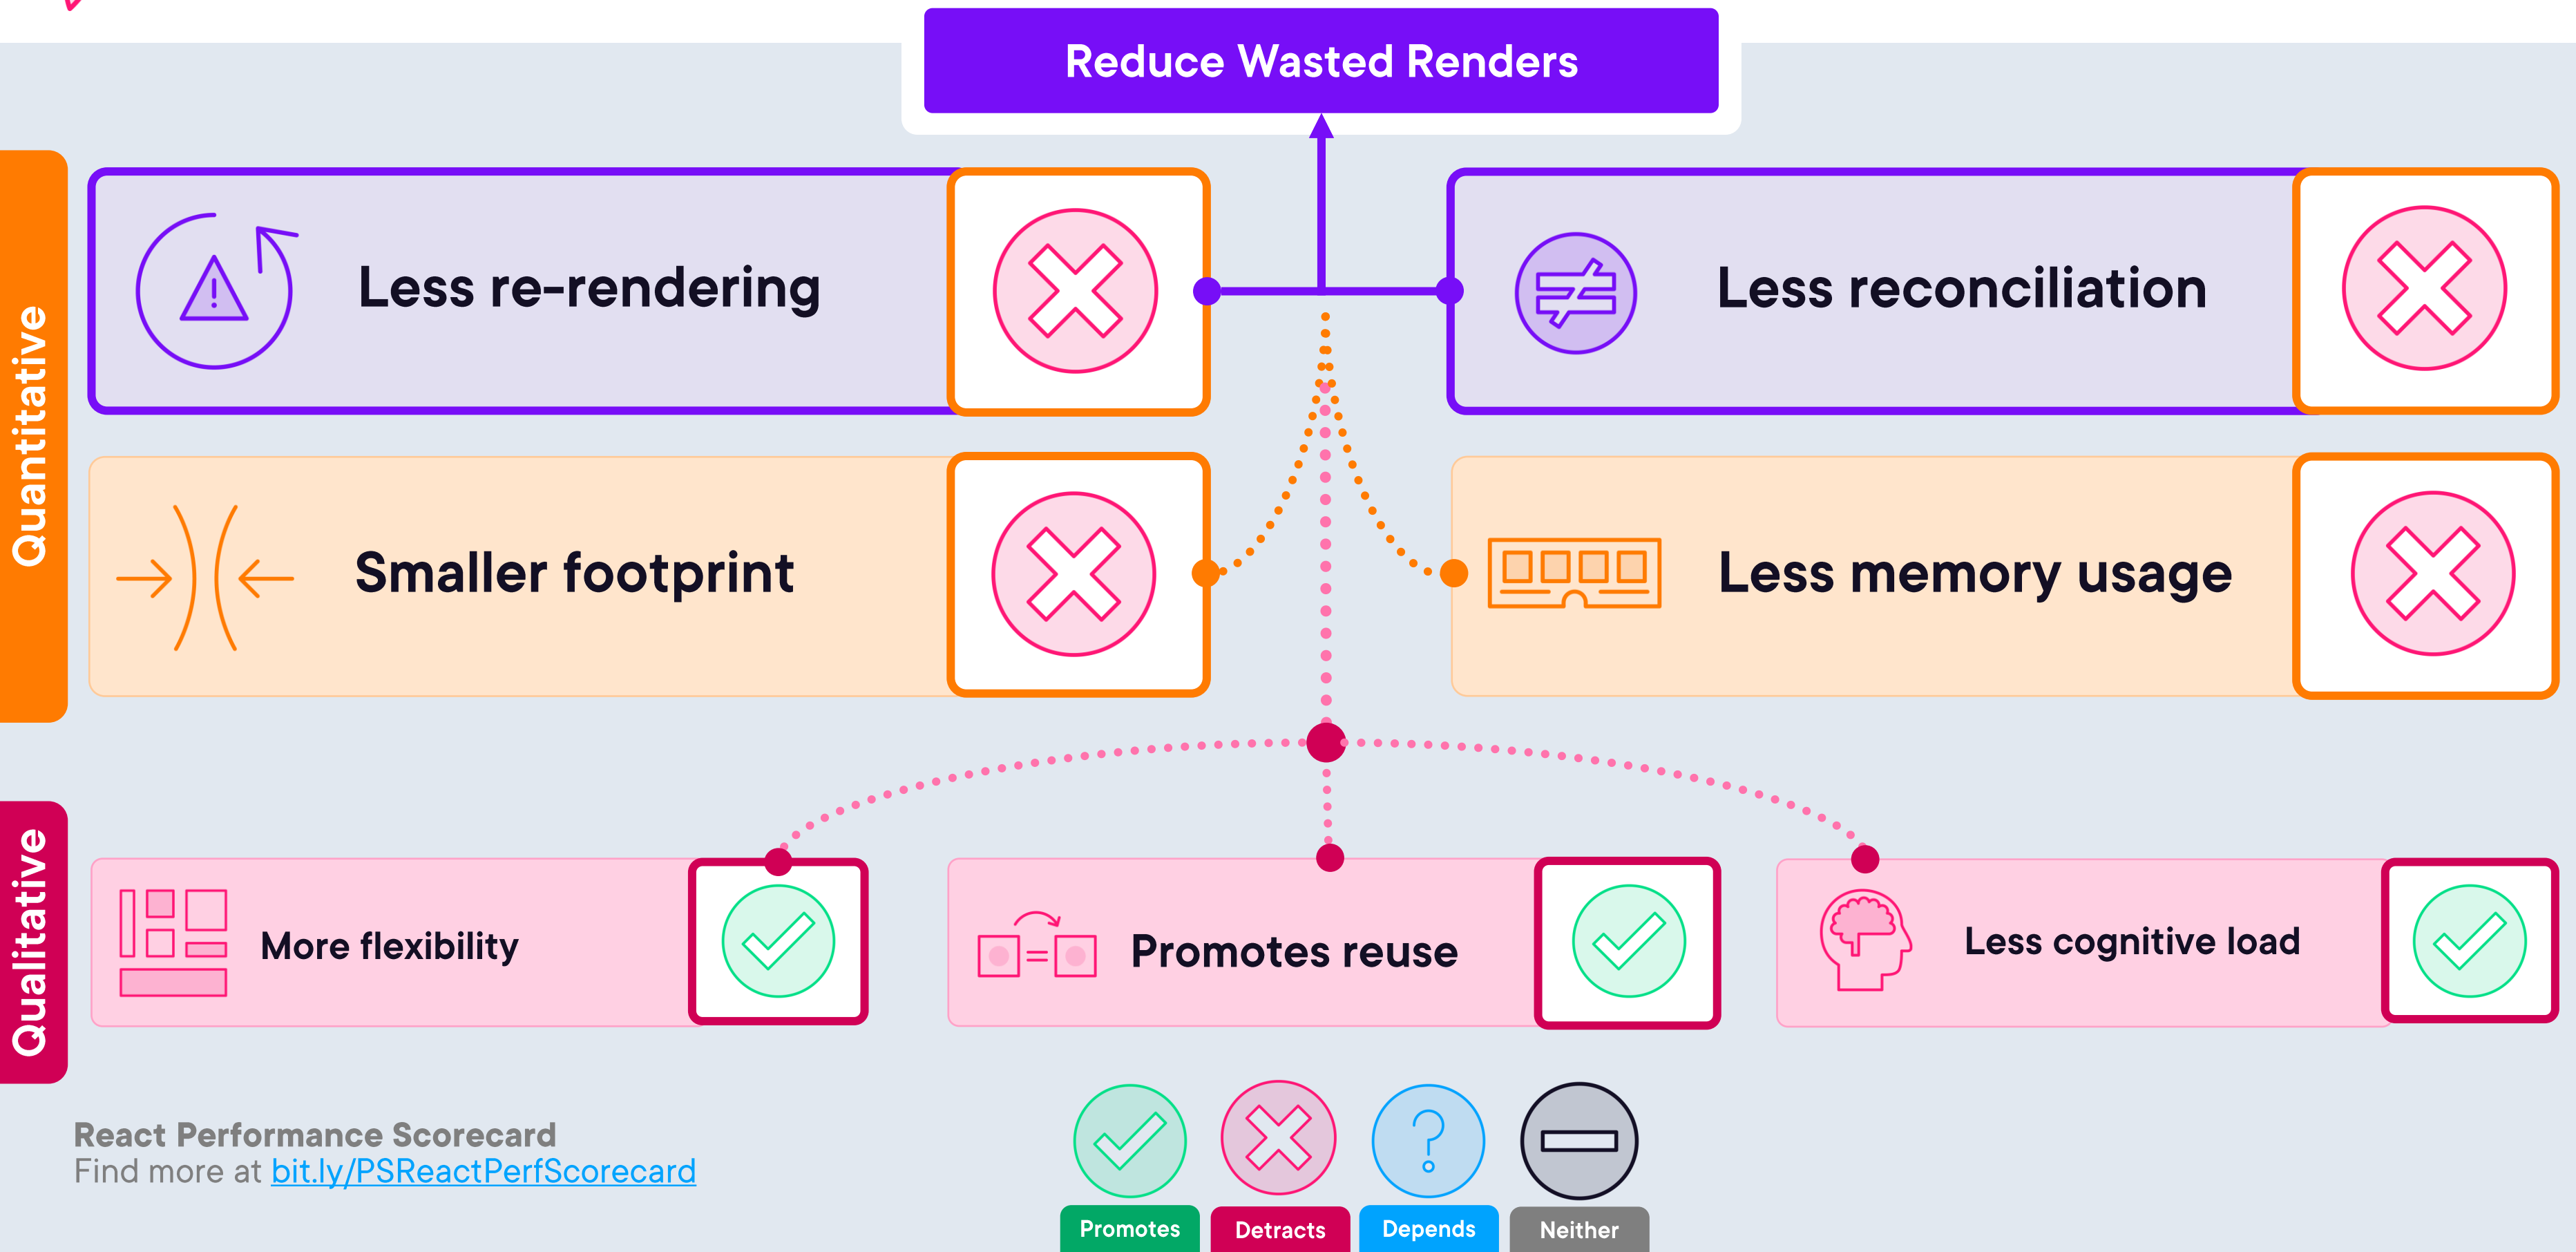 Reduce Wasted Renders
Quantitative
Less re-rendering
Less reconciliation
Smaller footprint
Less memory usage
Qualitative
More flexibility
Promotes reuse
Less cognitive load
React Performance Scorecard
Find more at bit.ly/PSReactPerfScorecard
Promotes
Detracts
Depends
Neither